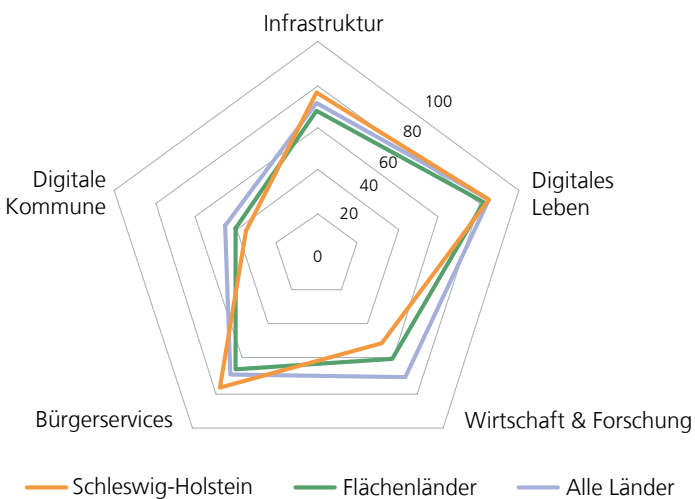 Infrastruktur
100
80
60
40
20
0
Digitales
Leben
Digitale
Kommune
Bürgerservices
Wirtschaft & Forschung
Schleswig-Holstein
Flächenländer
Alle Länder